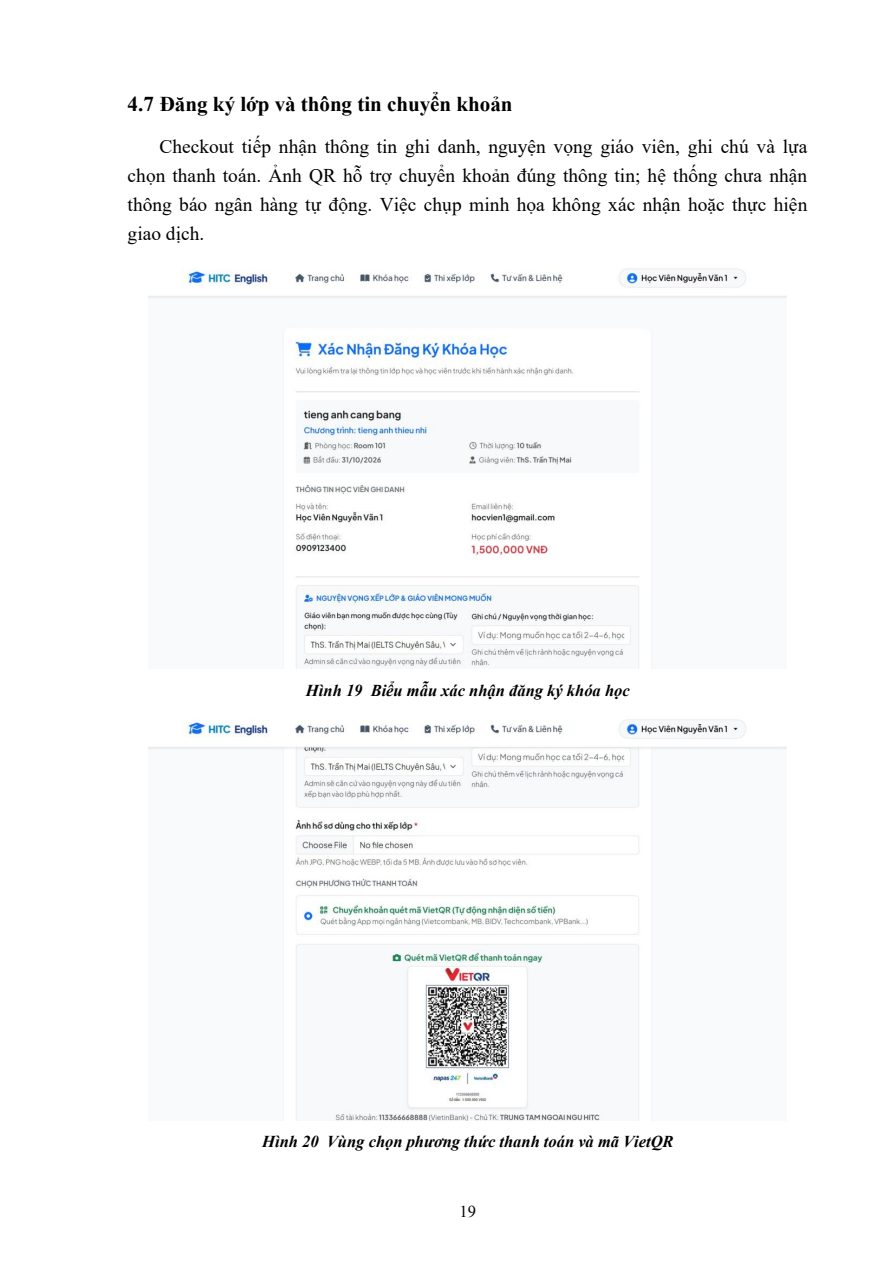 4.7 Đăng ký lớp và thông tin chuyển khoản
Checkout tiếp nhận thông tin ghi danh, nguyện vọng giáo viên, ghi chú và lựa
chọn thanh toán. Ảnh QR hỗ trợ chuyển khoản đúng thông tin; hệ thống chưa nhận
thông báo ngân hàng tự động. Việc chụp minh họa không xác nhận hoặc thực hiện
giao dịch.
HITC English Trang chủ Khóa học Thi xếp lớp Tư vấn & Liên hệ Học Viên Nguyễn Văn 1
Xác Nhận Đăng Ký Khóa Học
Vui lòng kiểm tra lại thông tin lớp học và học viên trước khi tiến hành xác nhận ghi danh.
tieng anh cang bang
Chương trình: tieng anh thieu nhi
Phòng học: Room 101 Thời lượng: 10 tuần
Bắt đầu: 31/10/2026 Giảng viên: ThS. Trần Thị Mai
THÔNG TIN HỌC VIÊN GHI DANH
Họ và tên: Email liên hệ:
Học Viên Nguyễn Văn 1 hocvien1@gmail.com
Số điện thoại: Học phí cần đóng:
0909123400 1,500,000 VNĐ
NGUYỆN VỌNG XẾP LỚP & GIÁO VIÊN MONG MUỐN
Giáo viên bạn mong muốn được học cùng (Tùy Ghi chú / Nguyện vọng thời gian học:
chọn):
Ví dụ: Mong muốn học ca tối 2-4-6, học
ThS. Trần Thị Mai (IELTS Chuyên Sâu, \
Ghi chú thêm về lịch rảnh hoặc nguyện vọng cá
Admin sẽ căn cứ vào nguyện vọng này để ưu tiên nhân.
Hình 19 Biểu mẫu xác nhận đăng ký khóa học
HITC English Trang chủ Khóa học Thi xếp lớp Tư vấn & Liên hệ Học Viên Nguyễn Văn 1
chọn):
Ví dụ: Mong muốn học ca tối 2-4-6, học
ThS. Trần Thị Mai (IELTS Chuyên Sâu, \
Ghi chú thêm về lịch rảnh hoặc nguyện vọng cá
Admin sẽ căn cứ vào nguyện vọng này để ưu tiên nhân.
xếp bạn vào lớp phù hợp nhất.
Ảnh hồ sơ dùng cho thi xếp lớp *
Choose File No file chosen
Ảnh JPG, PNG hoặc WEBP, tối đa 5 MB. Ảnh được lưu vào hồ sơ học viên.
CHỌN PHƯƠNG THỨC THANH TOÁN
Chuyển khoản quét mã VietQR (Tự động nhận diện số tiền)
Quét bằng App mọi ngân hàng (Vietcombank, MB, BIDV, Techcombank, VPBank...)
Quét mã VietQR để thanh toán ngay
VIETQR
napas 247 VietinBank
113366668888
Số tiền: 1 500 000 VND
Số tài khoản: 113366668888 (VietinBank) - Chủ TK: TRUNG TAM NGOAI NGU HITC
Hình 20 Vùng chọn phương thức thanh toán và mã VietQR
19